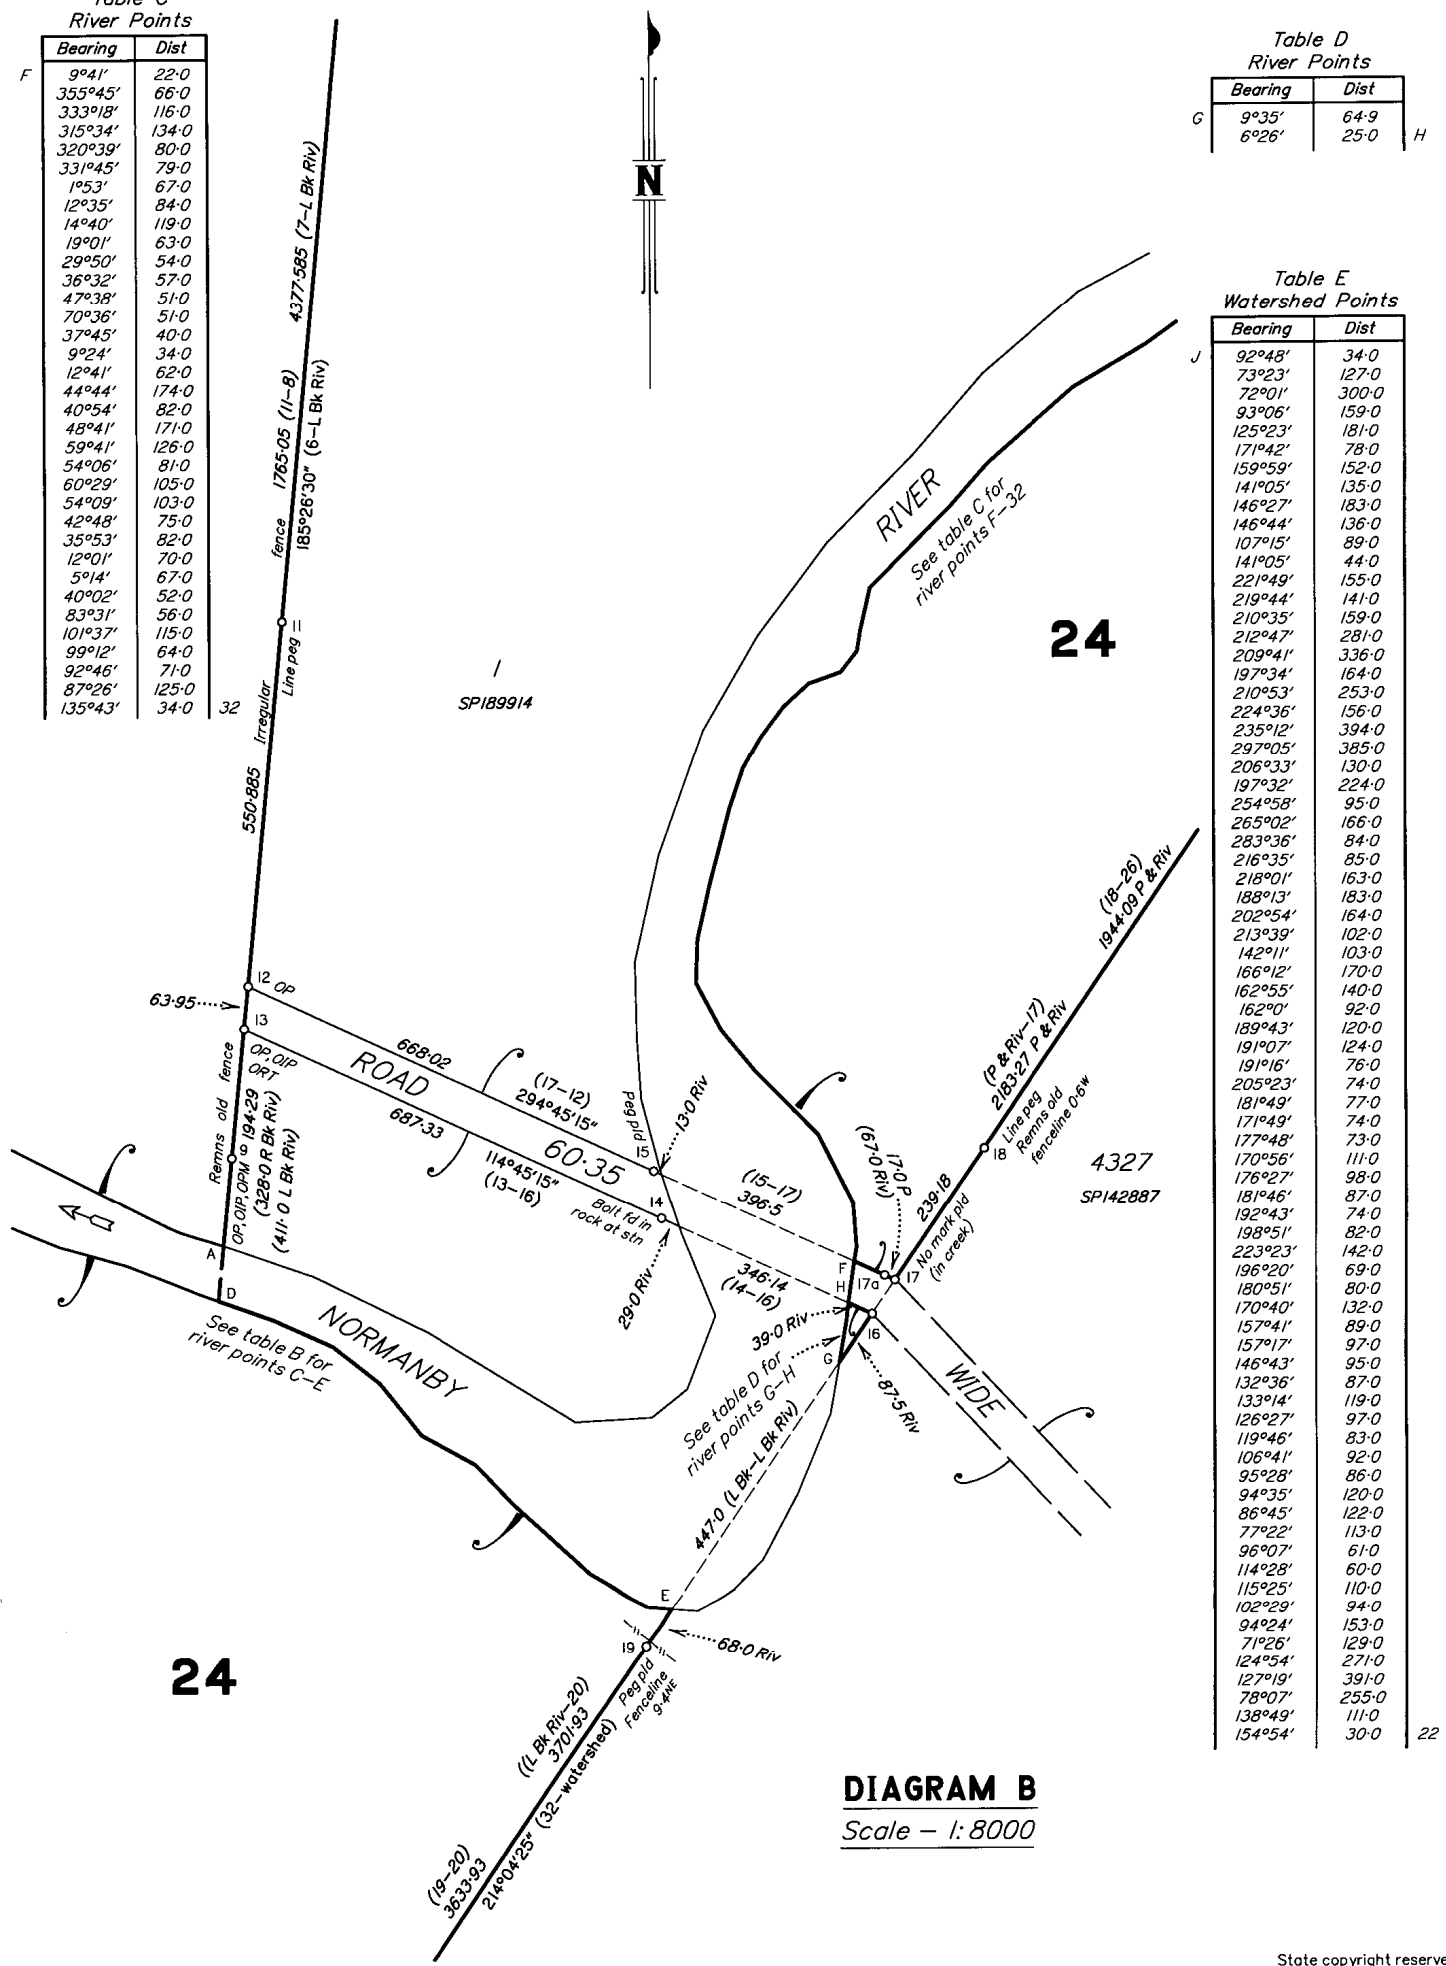 River Points
Bearing Dist
F 9°41' 22·0
355°45' 66·0
333°18' 116·0
315°34' 134·0
320°39' 80·0
331°45' 79·0
1°53' 67·0
12°35' 84·0
14°40' 119·0
19°01' 63·0
29°50' 54·0
36°32' 57·0
47°38' 51·0
70°36' 51·0
37°45' 40·0
9°24' 34·0
12°41' 62·0
44°44' 174·0
40°54' 82·0
48°41' 171·0
59°41' 126·0
54°06' 81·0
60°29' 105·0
54°09' 103·0
42°48' 75·0
35°53' 82·0
12°01' 70·0
5°14' 67·0
40°02' 52·0
83°31' 56·0
101°37' 115·0
99°12' 64·0
92°46' 71·0
87°26' 125·0
135°43' 34·0 32
N
Table D
River Points
Bearing Dist
G 9°35' 64·9
6°26' 25·0 H
Table E
Watershed Points
Bearing Dist
J 92°48' 34·0
73°23' 127·0
72°01' 300·0
93°06' 159·0
125°23' 181·0
171°42' 78·0
159°59' 152·0
141°05' 135·0
146°27' 183·0
146°44' 136·0
107°15' 89·0
141°05' 44·0
221°49' 155·0
219°44' 141·0
210°35' 159·0
212°47' 281·0
209°41' 336·0
197°34' 164·0
210°53' 253·0
224°36' 156·0
235°12' 394·0
297°05' 385·0
206°33' 130·0
197°32' 224·0
254°58' 95·0
265°02' 166·0
283°36' 84·0
216°35' 85·0
218°01' 163·0
188°13' 183·0
202°54' 164·0
213°39' 102·0
142°11' 103·0
166°12' 170·0
162°55' 140·0
162°0' 92·0
189°43' 120·0
191°07' 124·0
191°16' 76·0
205°23' 74·0
181°49' 77·0
171°49' 74·0
177°48' 73·0
170°56' 111·0
176°27' 98·0
181°46' 87·0
192°43' 74·0
198°51' 82·0
223°23' 142·0
196°20' 69·0
180°51' 80·0
170°40' 132·0
157°41' 89·0
157°17' 97·0
146°43' 95·0
132°36' 87·0
133°14' 119·0
126°27' 97·0
119°46' 83·0
106°41' 92·0
95°28' 86·0
94°35' 120·0
86°45' 122·0
77°22' 113·0
96°07' 61·0
114°28' 60·0
115°25' 110·0
102°29' 94·0
94°24' 153·0
71°26' 129·0
124°54' 271·0
127°19' 391·0
78°07' 255·0
138°49' 111·0
154°54' 30·0 22
4377·585 (7-L Bk Riv)
fence 1765·05 (11-8)
185°26'30" (6-L Bk Riv)
Line peg 11
550·885 Irregular
1
SP189914
RIVER
See table C for
river points F-32
24
(18-26)
1944·09 P & Riv
(P & Riv-17)
2183·27 P & Riv
18 Line peg
Remns old
fenceline 0·6W
4327
SP142887
12 OP
63·95
13
OP, OIP
ORT
Remns old fence
OP, OIP, OPM @ 194·29
(328·0 R Bk Riv)
(411·0 L Bk Riv)
668·02
ROAD
687·33
(17-12)
294°45'15"
60·35
114°45'15"
(13-16)
Peg pld
15
13·0 Riv
14
Bolt fd in
rock at stn
29·0 Riv
(15-17)
396·5
346·14
(14-16)
(67·0 Riv)
17·0 P
239·18
No mark pld
(in creek)
F
H
17a
17
39·0 Riv
16
G
87·5 Riv
See table D for
river points G-H
447·0 (L Bk-L Bk Riv)
WIDE
A
D
See table B for
river points C-E
NORMANBY
E
68·0 Riv
19
Peg pld
Fenceline
9·4NE
24
((L Bk Riv-20)
3701·93
214°04'25" (32-watershed)
(19-20)
3633·93
DIAGRAM B
Scale - 1:8000
State copyright reserve